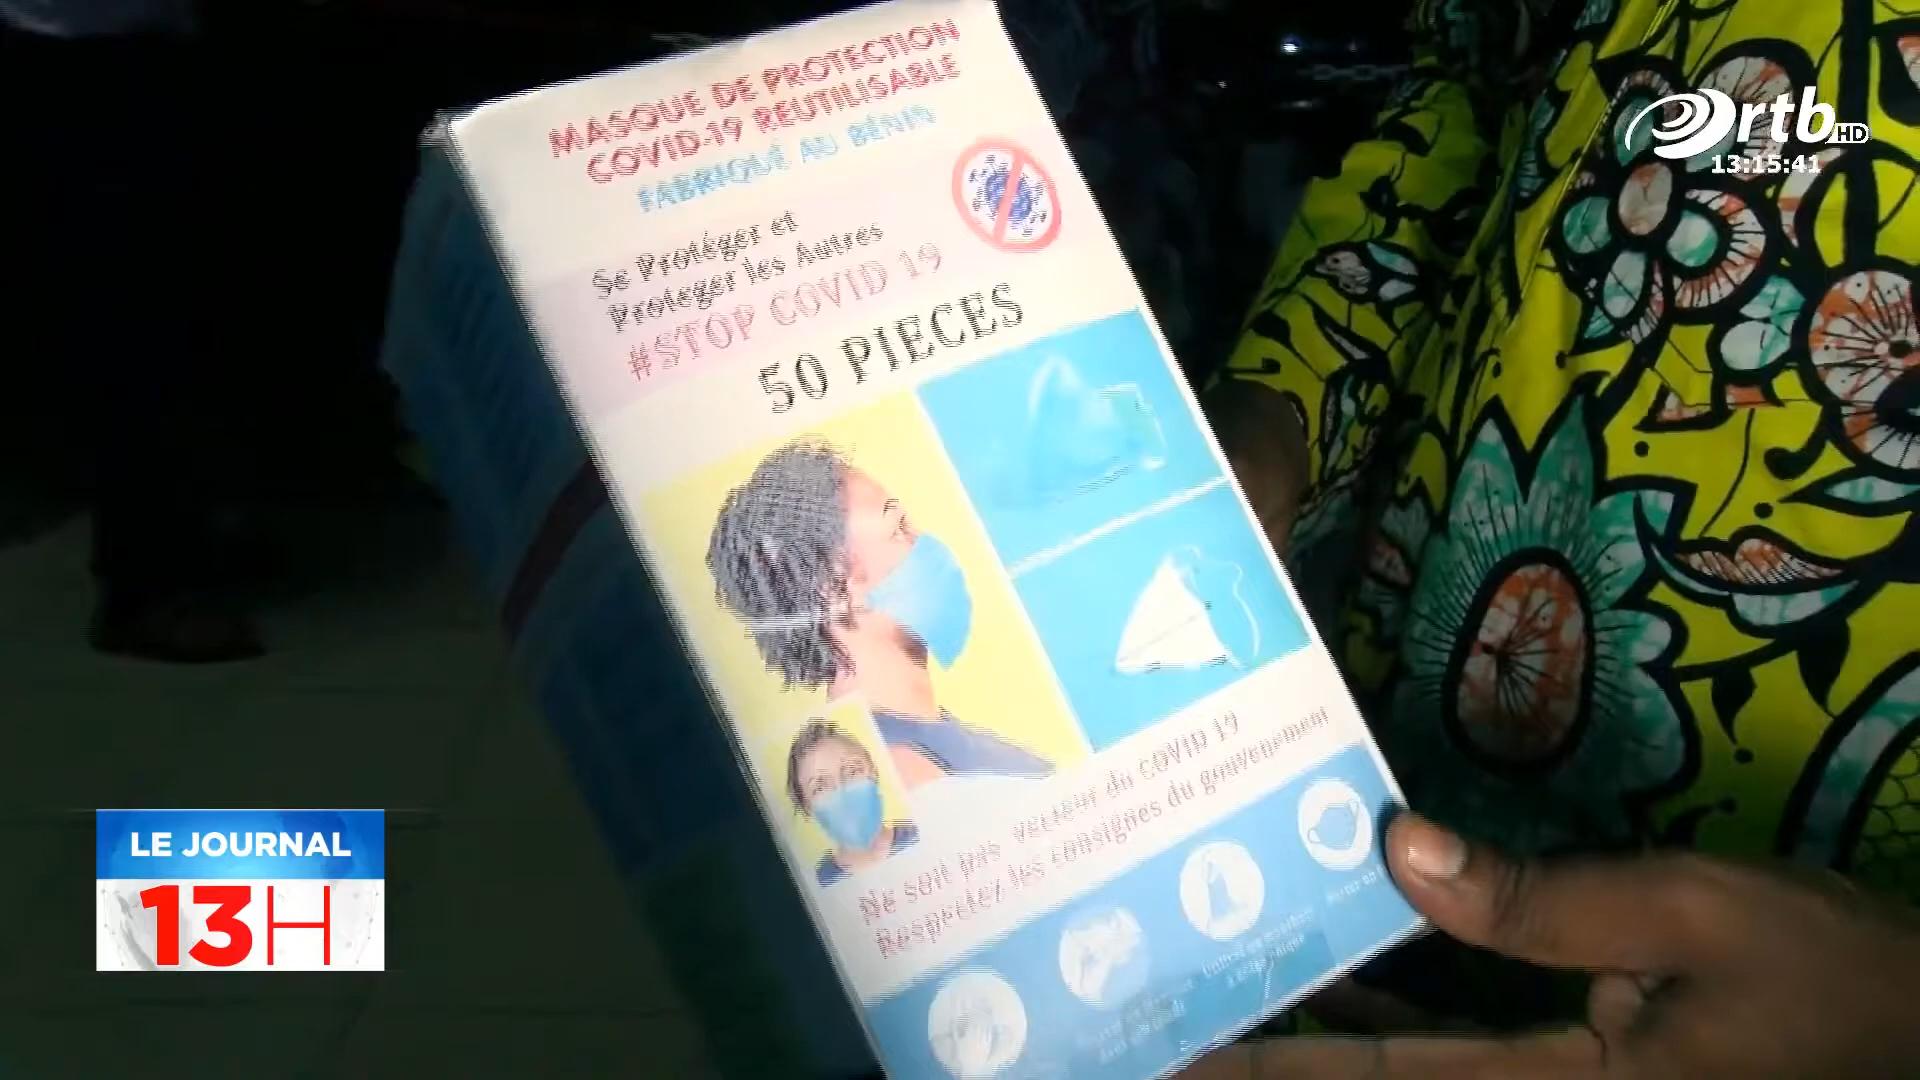 MASQUE DE PROTECTION
COVID-19 REUTILISABLE
FABRIQUÉ AU BÉNIN
Se Protéger et
Proteger les Autres
#STOP COVID 19
50 PIECES
Ne soit pas vecteur du COVID 19
Respectez les consignes du gouvenement
rtb HD
13:15:41
LE JOURNAL
13H